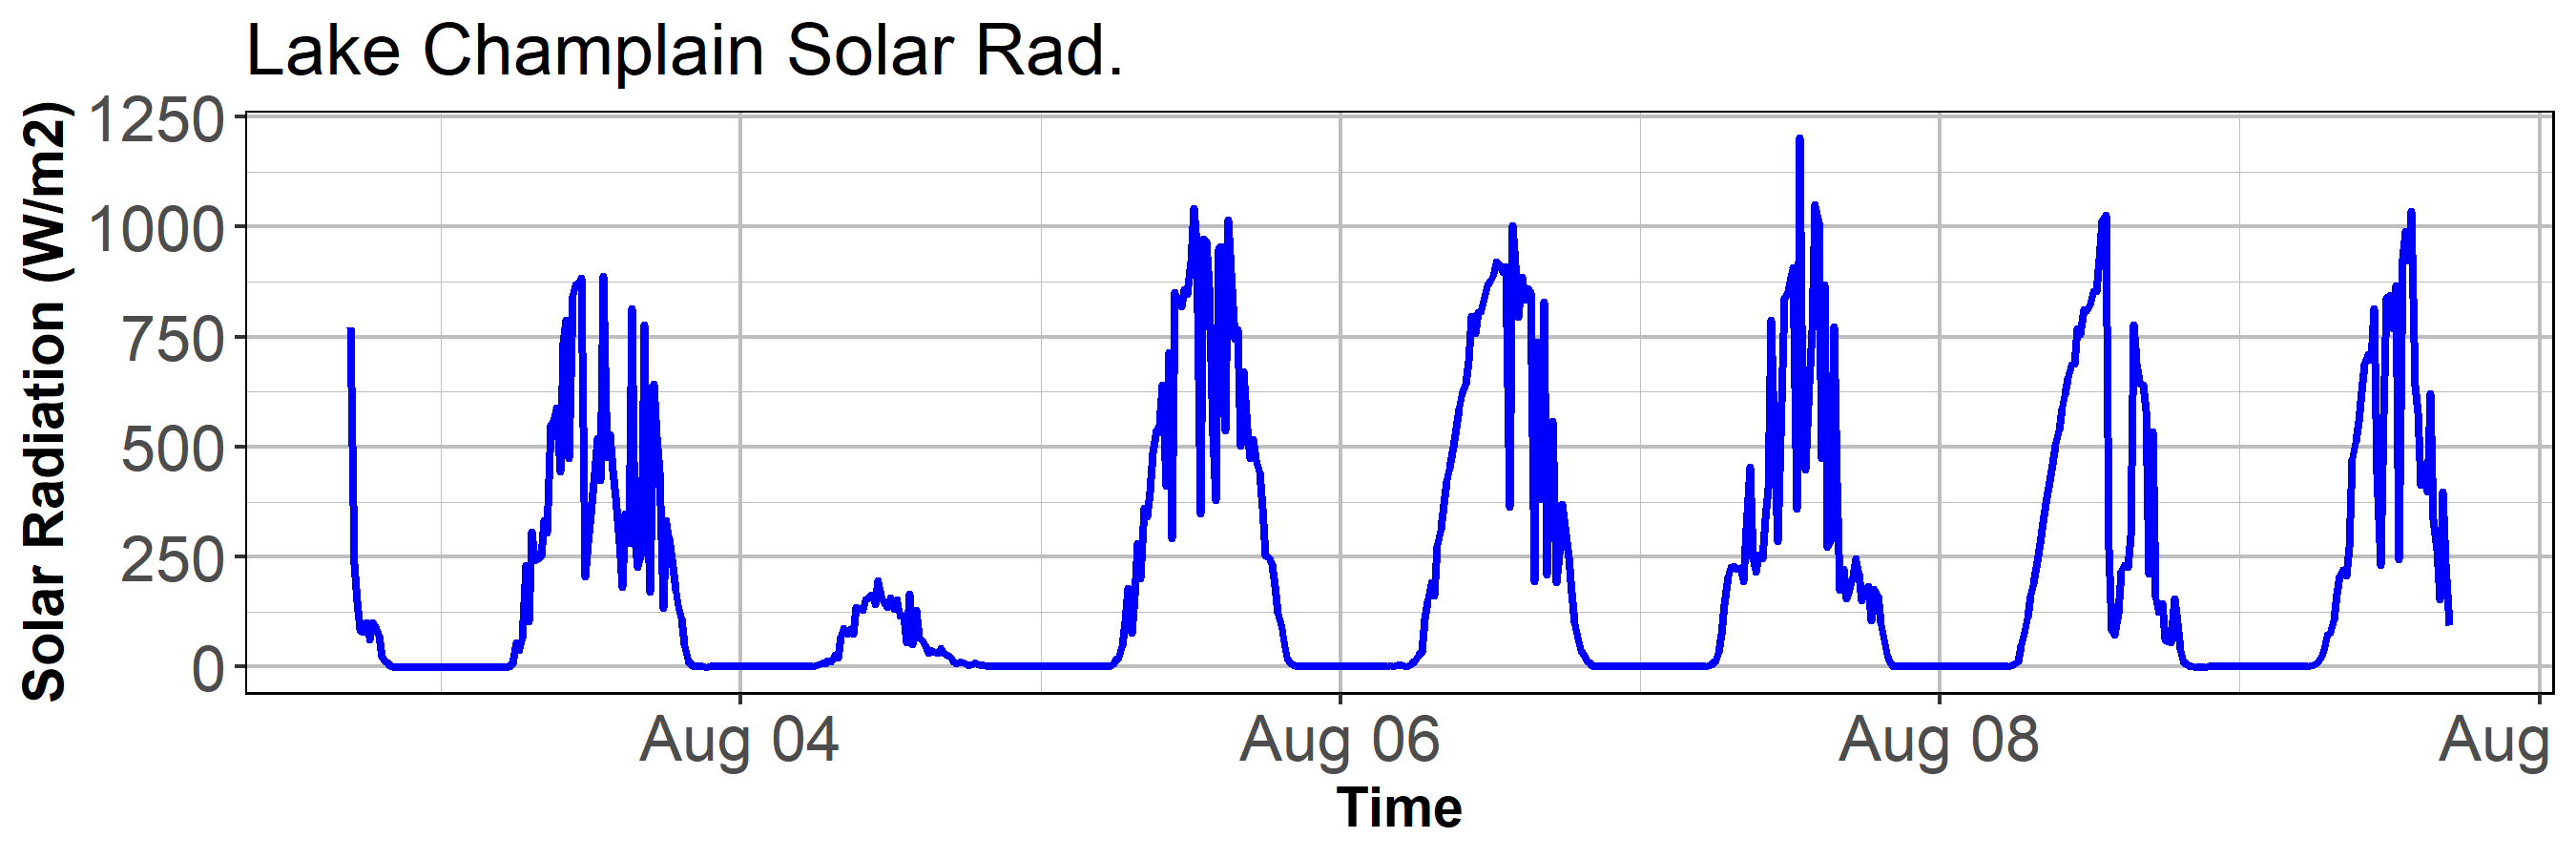 Lake Champlain Solar Rad.
Solar Radiation (W/m2)
1250
1000
750
500
250
0
Aug 04 Aug 06 Aug 08 Aug
Time